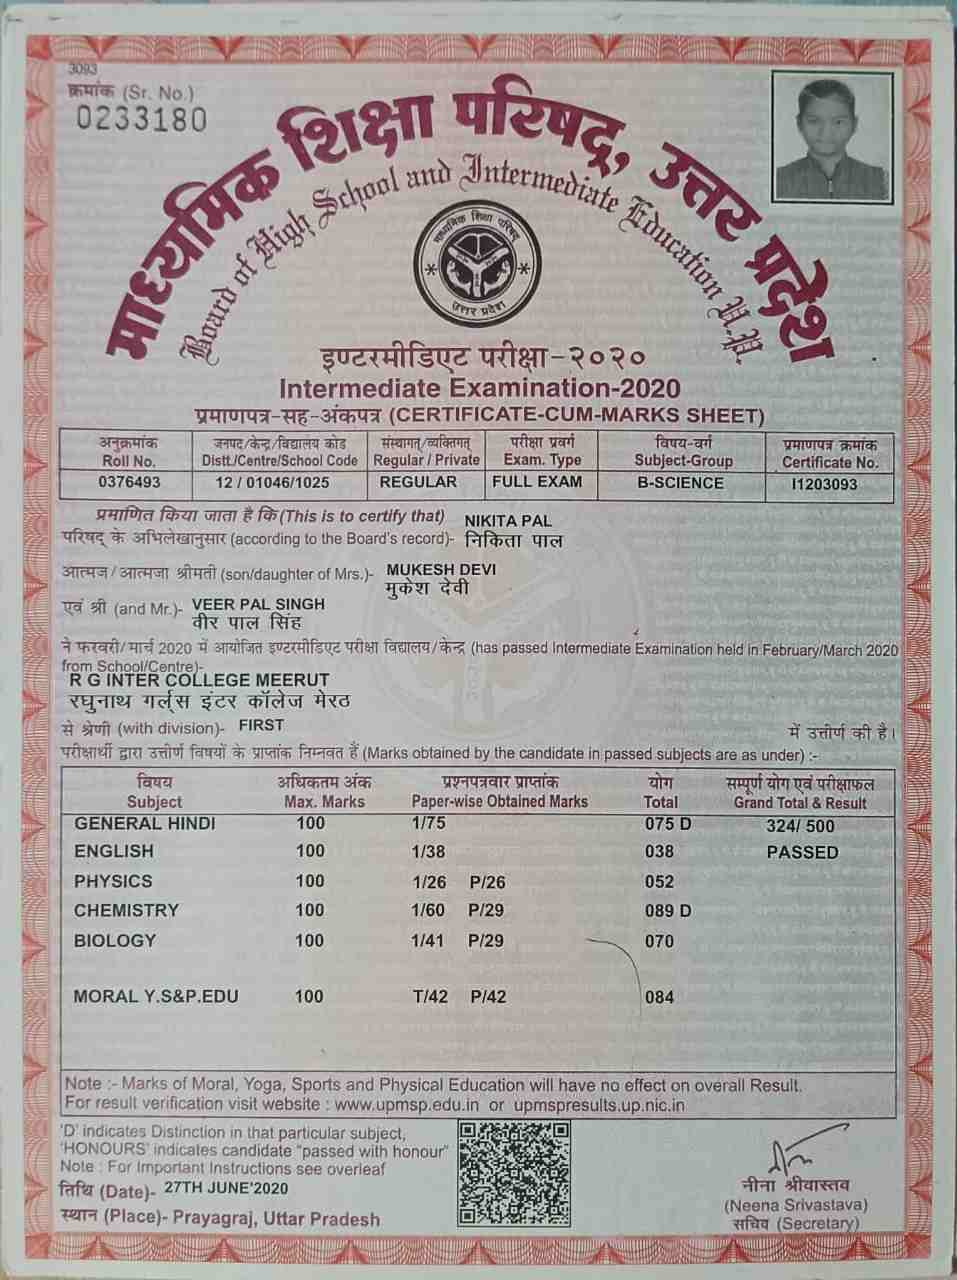 3093
क्रमांक (Sr. No.)
0233180
माध्यमिक शिक्षा परिषद्, उत्तर प्रदेश
Board of High School and Intermediate Education U.P.
माध्यमिक शिक्षा परिषद्
उत्तर प्रदेश
इण्टरमीडिएट परीक्षा-२०२०
Intermediate Examination-2020
प्रमाणपत्र-सह-अंकपत्र (CERTIFICATE-CUM-MARKS SHEET)
अनुक्रमांक जनपद/केन्द्र/विद्यालय कोड संस्थागत्/व्यक्तिगत् परीक्षा प्रवर्ग विषय-वर्ग प्रमाणपत्र क्रमांक
Roll No. Distt./Centre/School Code Regular / Private Exam. Type Subject-Group Certificate No.
0376493 12 / 01046/1025 REGULAR FULL EXAM B-SCIENCE I1203093
प्रमाणित किया जाता है कि (This is to certify that) NIKITA PAL
परिषद् के अभिलेखानुसार (according to the Board's record)- निकिता पाल
आत्मज/आत्मजा श्रीमती (son/daughter of Mrs.)- MUKESH DEVI
मुकेश देवी
एवं श्री (and Mr.)- VEER PAL SINGH
वीर पाल सिंह
ने फरवरी/मार्च 2020 में आयोजित इण्टरमीडिएट परीक्षा विद्यालय/केन्द्र (has passed Intermediate Examination held in February/March 2020
from School/Centre)-
R G INTER COLLEGE MEERUT
रघुनाथ गर्ल्स इंटर कॉलेज मेरठ
से श्रेणी (with division)- FIRST में उत्तीर्ण की है।
परीक्षार्थी द्वारा उत्तीर्ण विषयों के प्राप्तांक निम्नवत हैं (Marks obtained by the candidate in passed subjects are as under) :-
विषय अधिकतम अंक प्रश्नपत्रवार प्राप्तांक योग सम्पूर्ण योग एवं परीक्षाफल
Subject Max. Marks Paper-wise Obtained Marks Total Grand Total & Result
GENERAL HINDI 100 1/75 075 D 324/ 500
ENGLISH 100 1/38 038 PASSED
PHYSICS 100 1/26 P/26 052
CHEMISTRY 100 1/60 P/29 089 D
BIOLOGY 100 1/41 P/29 070
MORAL Y.S&P.EDU 100 T/42 P/42 084
Note :- Marks of Moral, Yoga, Sports and Physical Education will have no effect on overall Result.
For result verification visit website : www.upmsp.edu.in or upmspresults.up.nic.in
'D' indicates Distinction in that particular subject,
'HONOURS' indicates candidate "passed with honour"
Note : For Important Instructions see overleaf
तिथि (Date)- 27TH JUNE'2020
स्थान (Place)- Prayagraj, Uttar Pradesh
नीना श्रीवास्तव
(Neena Srivastava)
सचिव (Secretary)